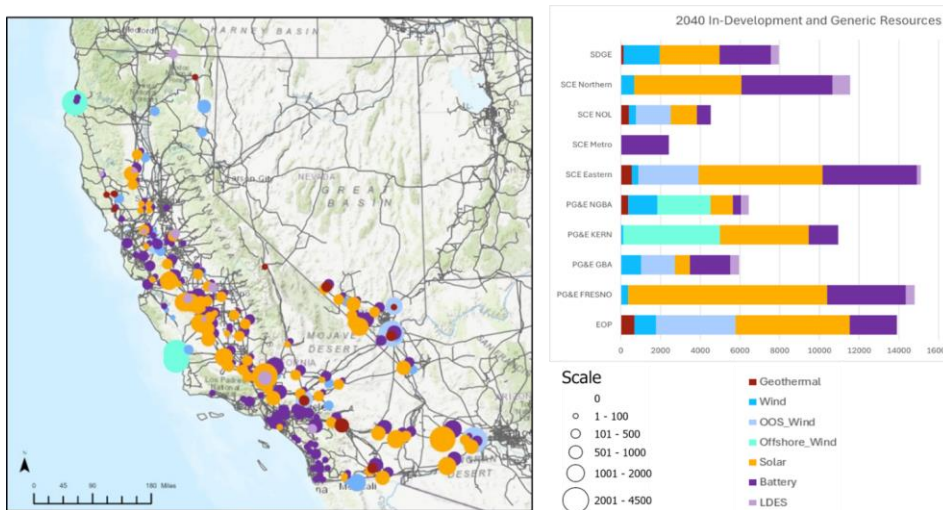 HARNEY BASIN
NEVADA
GREAT
BASIN
MOJAVE
DESERT
Los Padres
DESERT
N
0 45 90 180 Miles
2040 In-Development and Generic Resources
SDGE
SCE Northern
SCE NOL
SCE Metro
SCE Eastern
PG&E NGBA
PG&E KERN
PG&E GBA
PG&E FRESNO
EOP
0 2000 4000 6000 8000 10000 12000 14000 1600
Scale
0
1 - 100
101 - 500
501 - 1000
1001 - 2000
2001 - 4500
Geothermal
Wind
OOS_Wind
Offshore_Wind
Solar
Battery
LDES